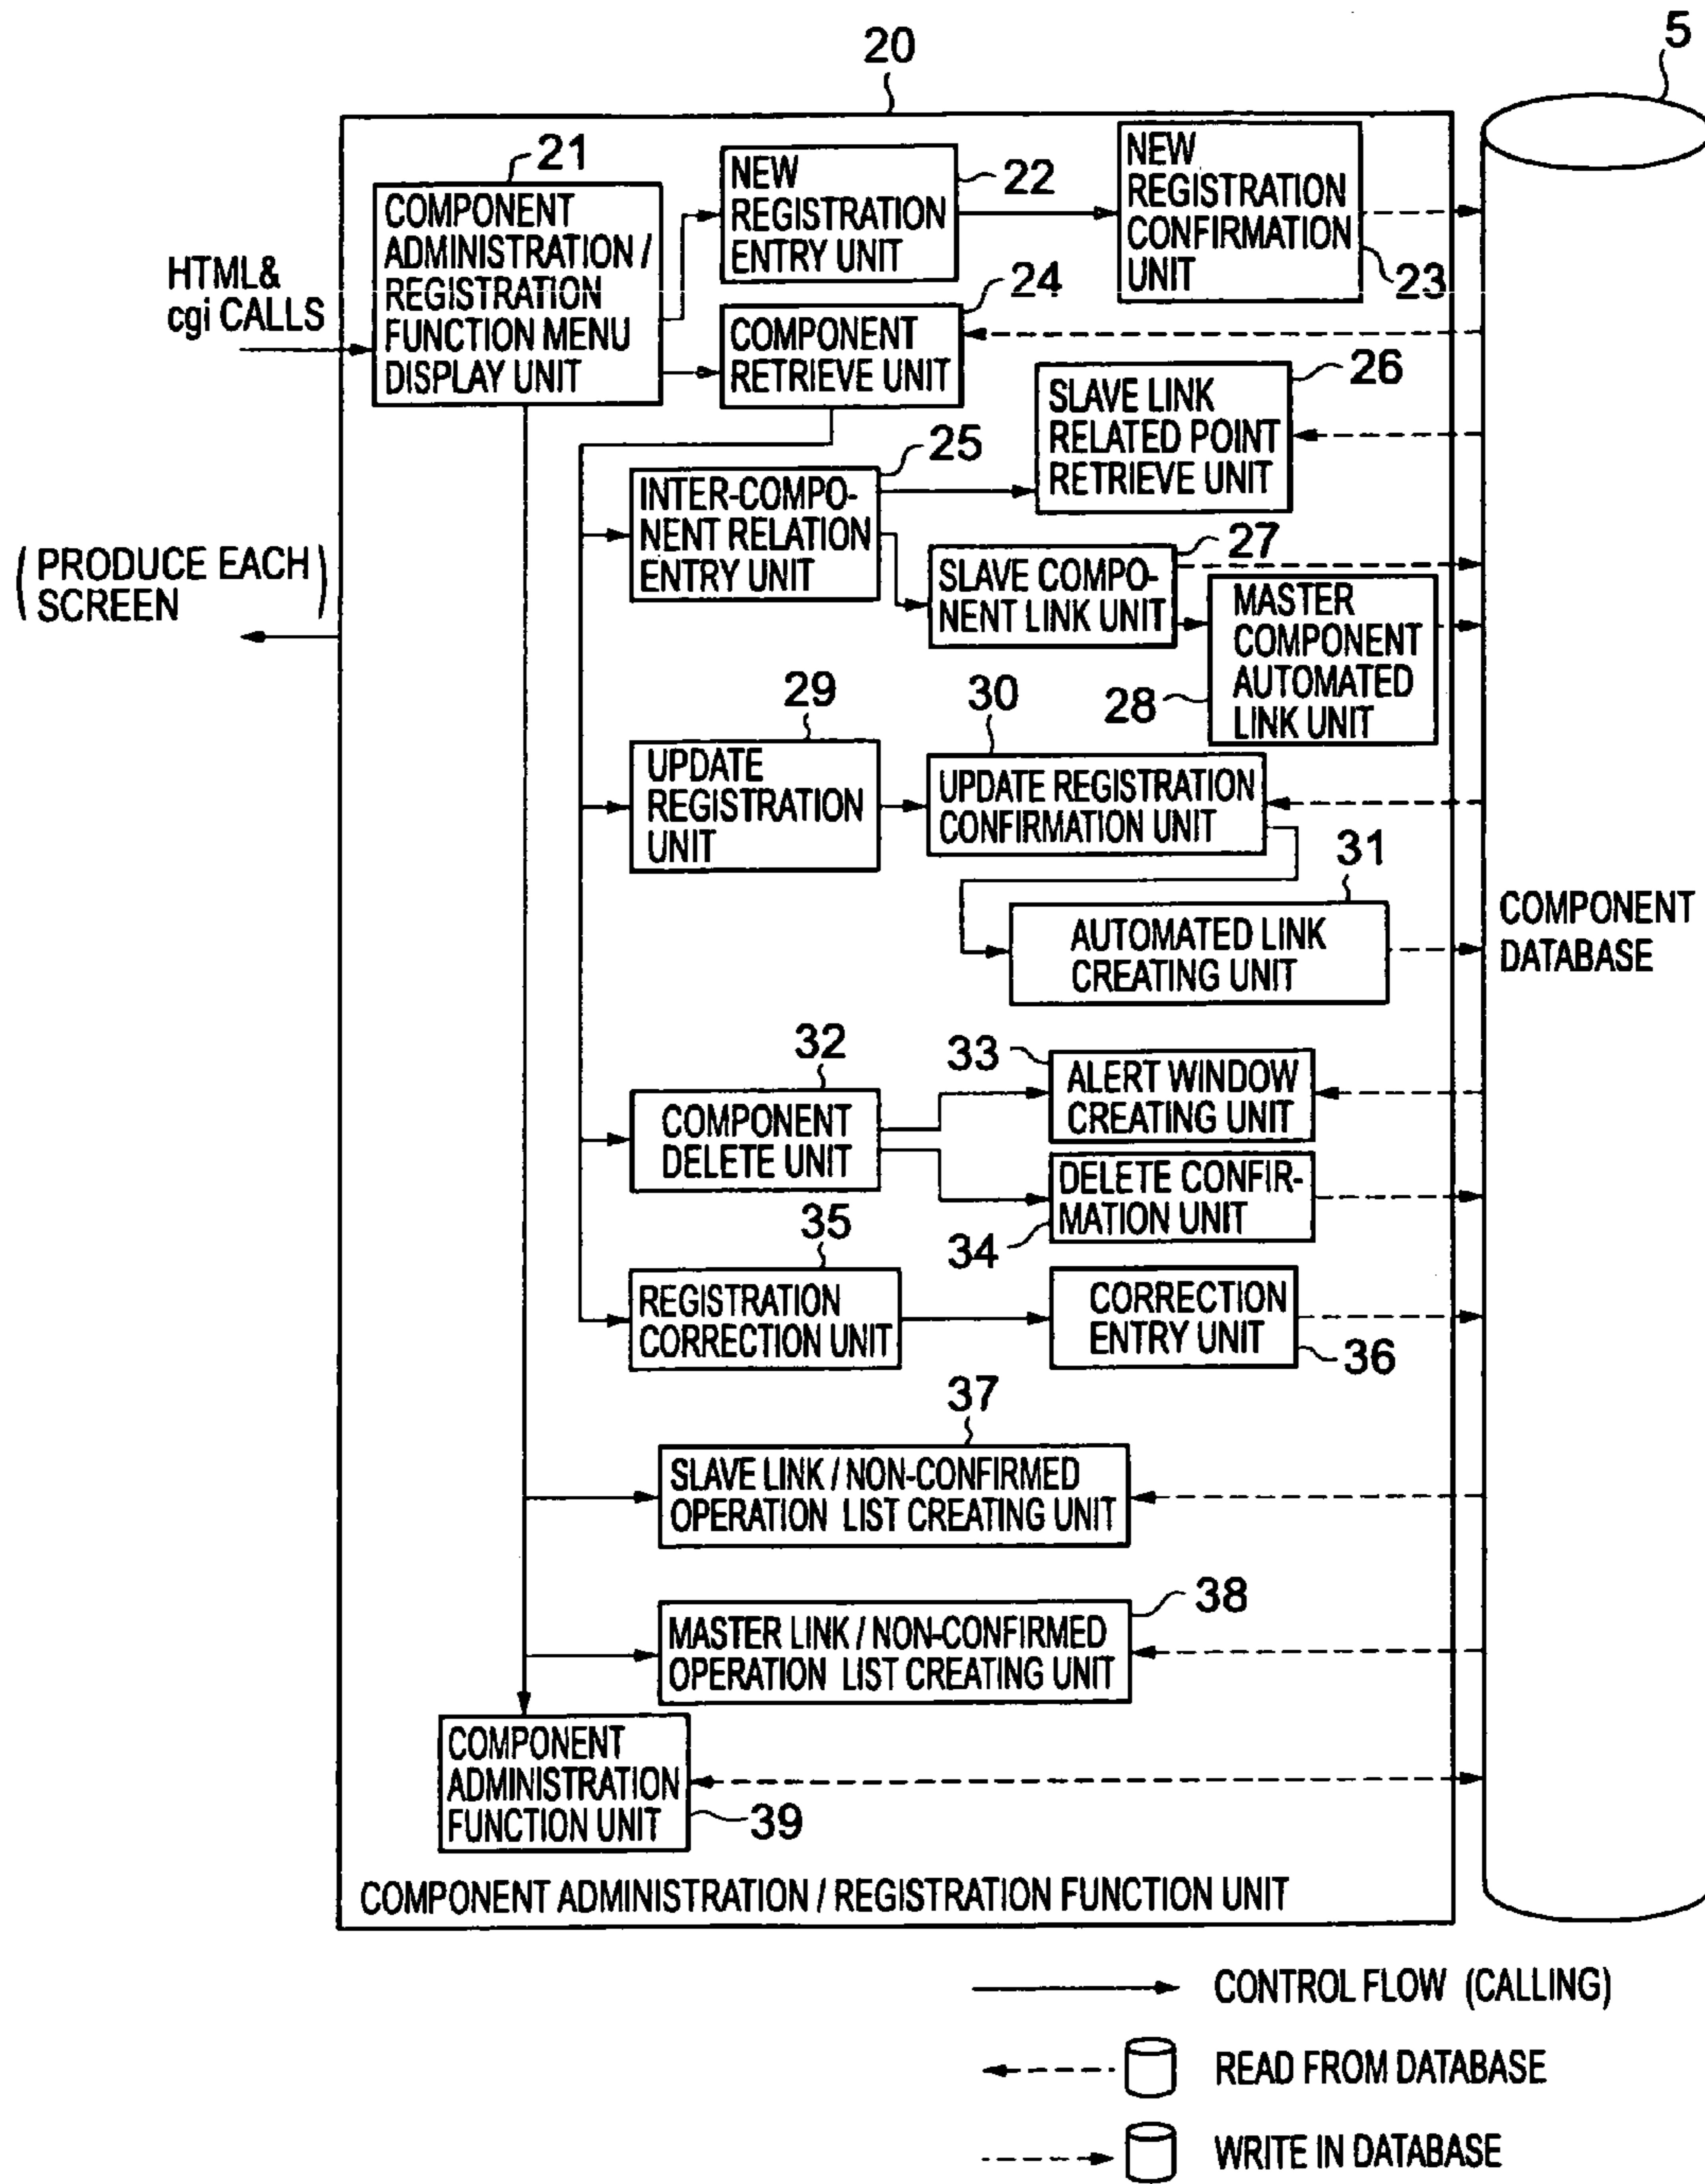 20
5
21
COMPONENT
ADMINISTRATION /
REGISTRATION
FUNCTION MENU
DISPLAY UNIT
NEW
REGISTRATION
ENTRY UNIT
22
NEW
REGISTRATION
CONFIRMATION
UNIT
23
HTML&
cgi CALLS
24
COMPONENT
RETRIEVE UNIT
26
SLAVE LINK
RELATED POINT
RETRIEVE UNIT
25
INTER-COMPO-
NENT RELATION
ENTRY UNIT
27
SLAVE COMPO-
NENT LINK UNIT
(PRODUCE EACH
SCREEN)
MASTER
COMPONENT
AUTOMATED
LINK UNIT
28
29
UPDATE
REGISTRATION
UNIT
30
UPDATE REGISTRATION
CONFIRMATION UNIT
31
AUTOMATED LINK
CREATING UNIT
COMPONENT
DATABASE
32
COMPONENT
DELETE UNIT
33
ALERT WINDOW
CREATING UNIT
DELETE CONFIR-
MATION UNIT
34
35
REGISTRATION
CORRECTION UNIT
CORRECTION
ENTRY UNIT
36
37
SLAVE LINK / NON-CONFIRMED
OPERATION LIST CREATING UNIT
38
MASTER LINK / NON-CONFIRMED
OPERATION LIST CREATING UNIT
COMPONENT
ADMINISTRATION
FUNCTION UNIT
39
COMPONENT ADMINISTRATION / REGISTRATION FUNCTION UNIT
CONTROL FLOW (CALLING)
READ FROM DATABASE
WRITE IN DATABASE